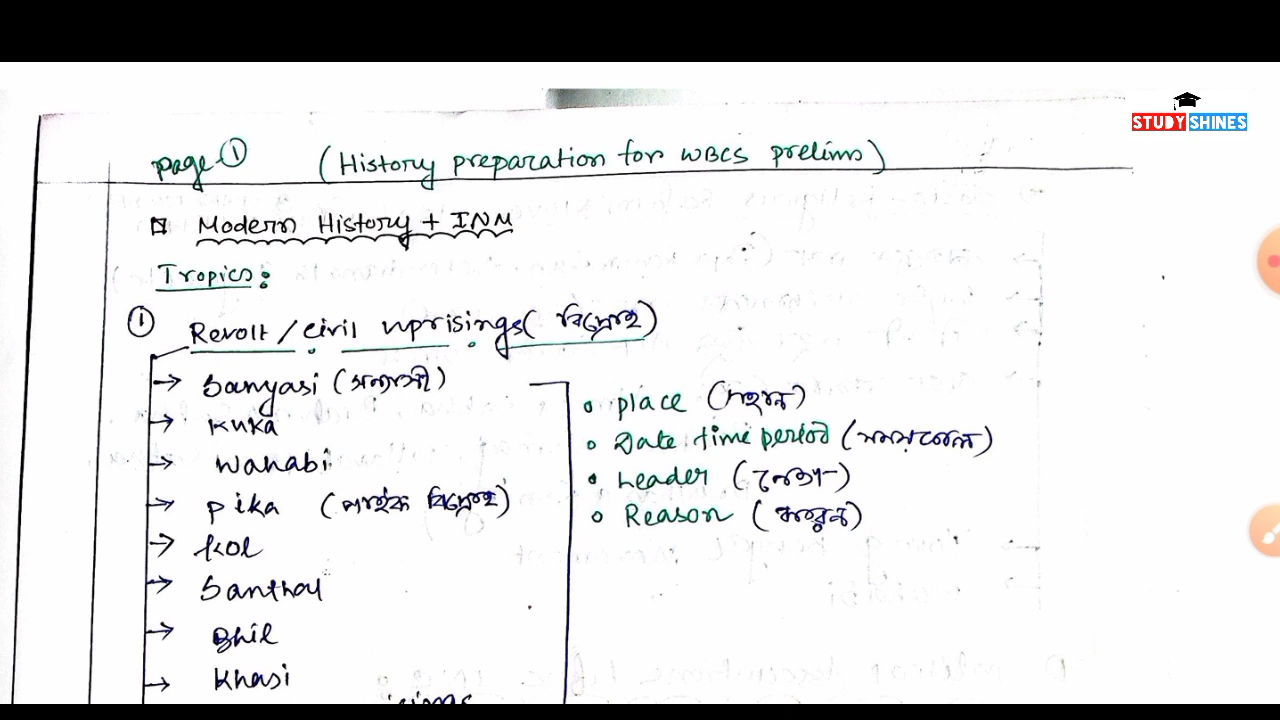 STUDY SHINES
page-① (History preparation for WBCS prelims)
Modern History + INM
Tropics:
① Revolt/civil uprisings (বিদ্রোহ)
→ Sanyasi (সন্ন্যাসী)
→ Kuka
→ Wahabi
→ Pika (পাইক বিদ্রোহ)
→ Kol
→ Santhal
→ Bhil
→ Khasi
place
Date time period (সময়কাল)
Leader (নেতা)
Reason (কারন)